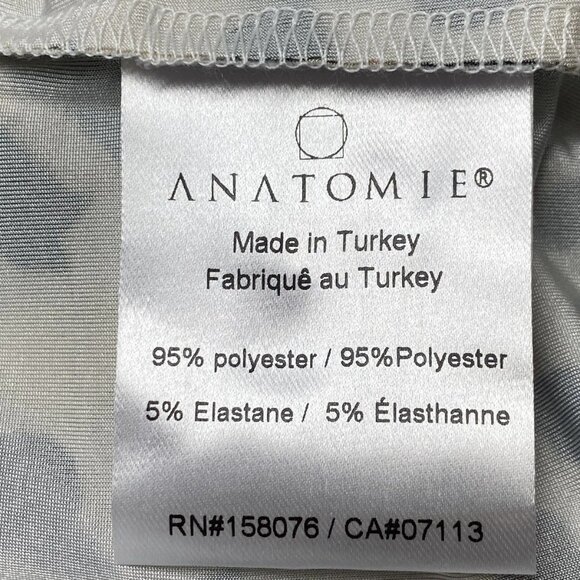 ANATOMIE®
Made in Turkey
Fabriquê au Turkey
95% polyester / 95%Polyester
5% Elastane / 5% Élasthanne
RN#158076 / CA#07113